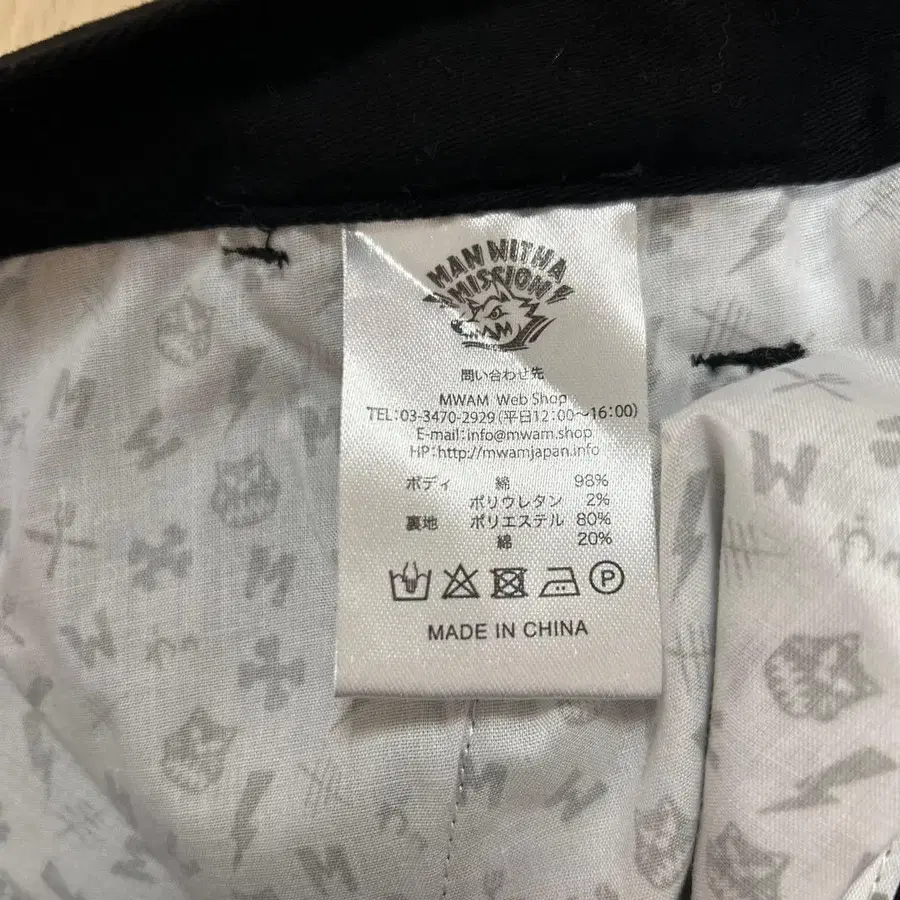 MAN WITH A
MISSION
MWAM
問い合わせ先
MWAM Web Shop
TEL:03-3470-2929(平日12:00~16:00)
E-mail:info@mwam.shop
HP:http://mwamjapan.info
ボディ 綿 98%
ポリウレタン 2%
裏地 ポリエステル 80%
綿 20%
P
MADE IN CHINA